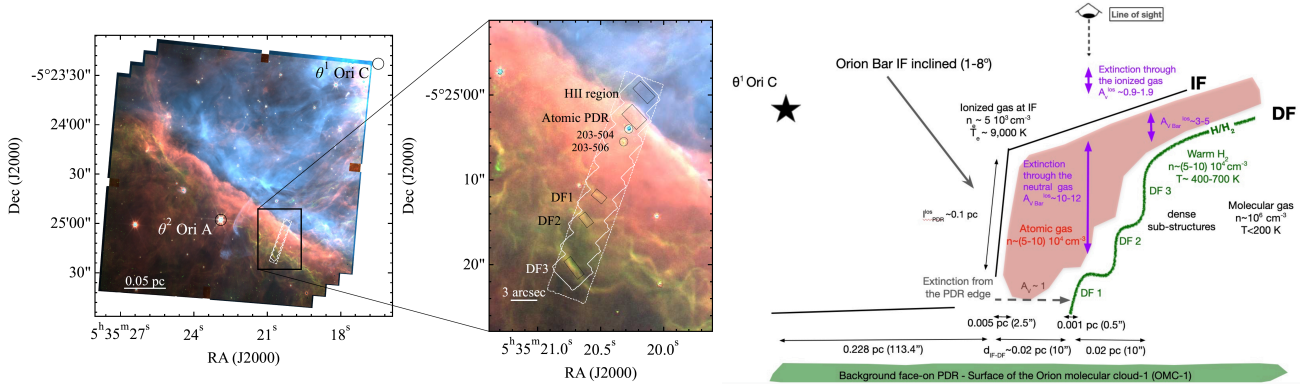 θ¹ Ori C
-5°23'30"
24'00"
Dec (J2000)
θ² Ori A
25'00"
30"
0.05 pc
5ʰ35ᵐ27ˢ
24ˢ
21ˢ
18ˢ
RA (J2000)
-5°25'00"
HII region
Atomic PDR
203-504
203-506
Dec (J2000)
10"
DF1
DF2
20"
DF3
3 arcsec
5ʰ35ᵐ21.0ˢ
20.5ˢ
20.0ˢ
RA (J2000)
Line of sight
Orion Bar IF inclined (1-8°)
Extinction through
the ionized gas
Aᵥˡᵒˢ ~0.9-1.9
θ¹ Ori C
IF
DF
Ionized gas at IF
nₑ ~ 5 10³ cm⁻³
Tₑ ~ 9,000 K
A_V Bar ˡᵒˢ~3-5
H/H₂
Warm H₂
n~(5-10) 10⁴ cm⁻³
T~ 400-700 K
Extinction
through the
neutral gas
A_V Bar ˡᵒˢ~10-12
DF 3
Molecular gas
n~10⁶ cm⁻³
T<200 K
dense
sub-structures
lˡᵒˢ_PDR ~0.1 pc
Atomic gas
n~(5-10) 10⁴ cm⁻³
DF 2
Extinction from
the PDR edge
Aᵥ ~ 1
DF 1
0.005 pc (2.5")
0.001 pc (0.5")
0.228 pc (113.4")
d_IF-DF~0.02 pc (10")
0.02 pc (10")
Background face-on PDR - Surface of the Orion molecular cloud-1 (OMC-1)